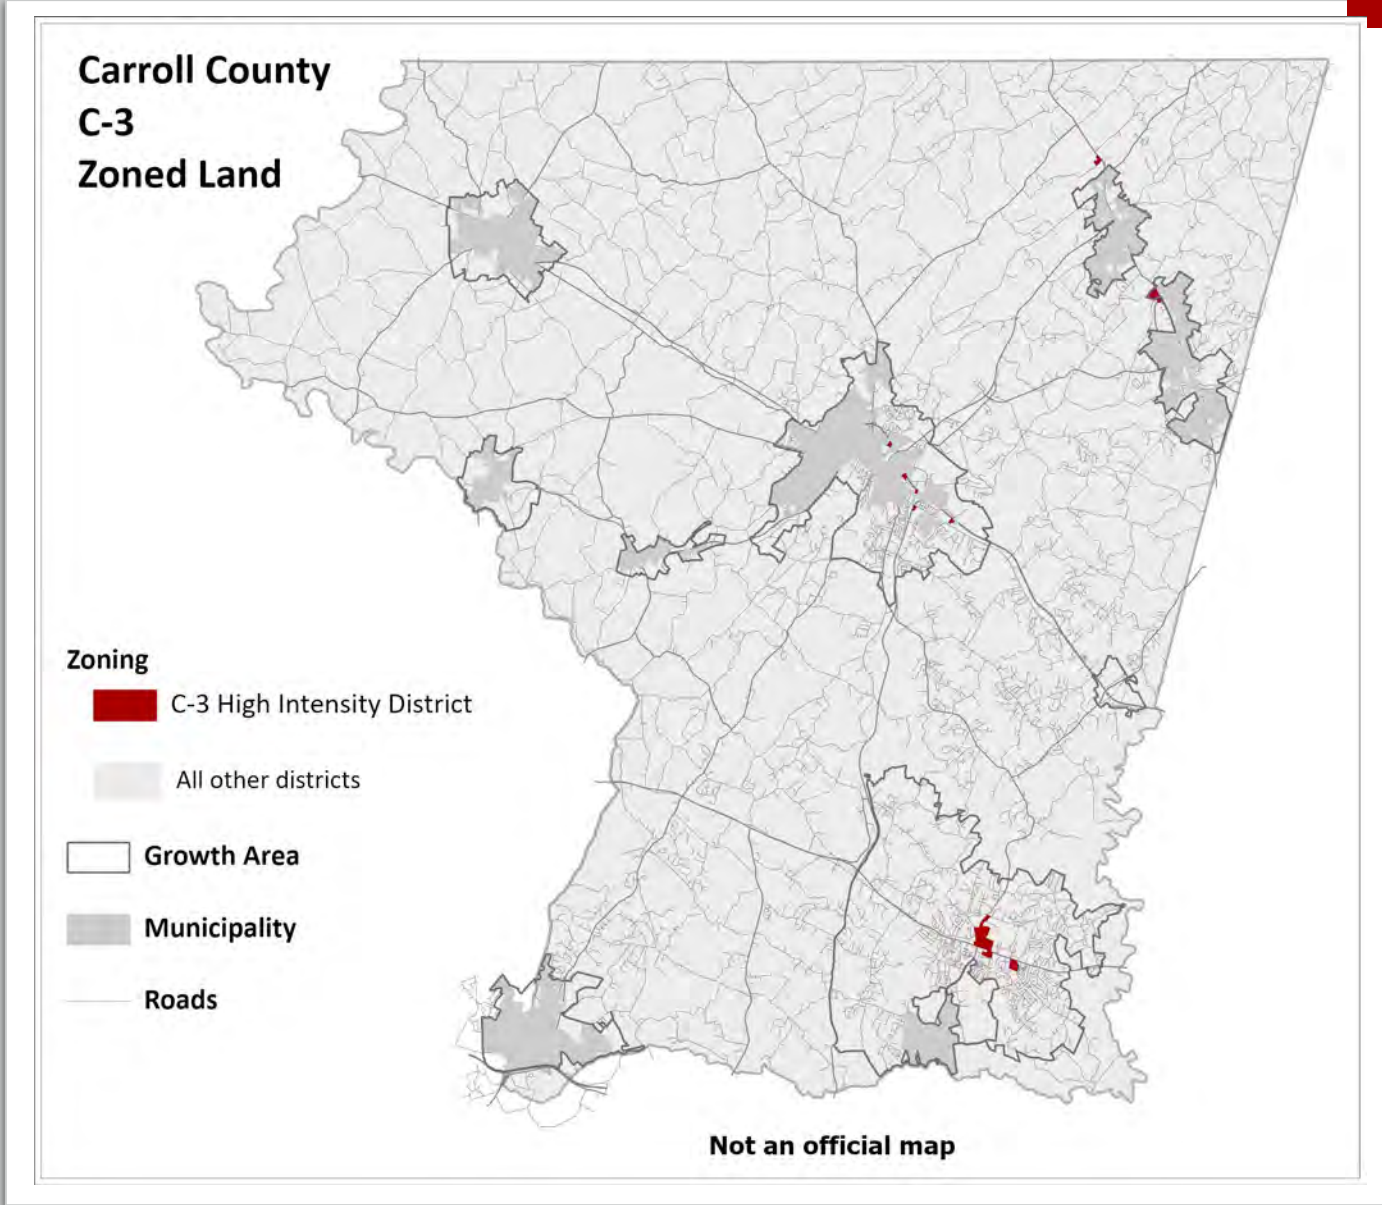 Carroll County
C-3
Zoned Land
Zoning
C-3 High Intensity District
All other districts
Growth Area
Municipality
Roads
Not an official map